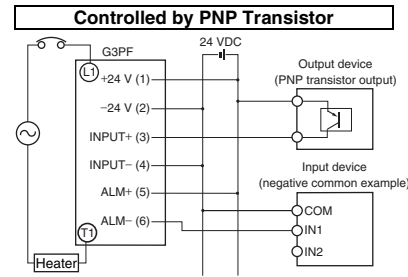 Controlled by PNP Transistor
24 VDC
G3PF
L1
+24 V (1)
−24 V (2)
INPUT+ (3)
INPUT− (4)
ALM+ (5)
ALM− (6)
T1
Heater
Output device
(PNP transistor output)
Input device
(negative common example)
COM
IN1
IN2